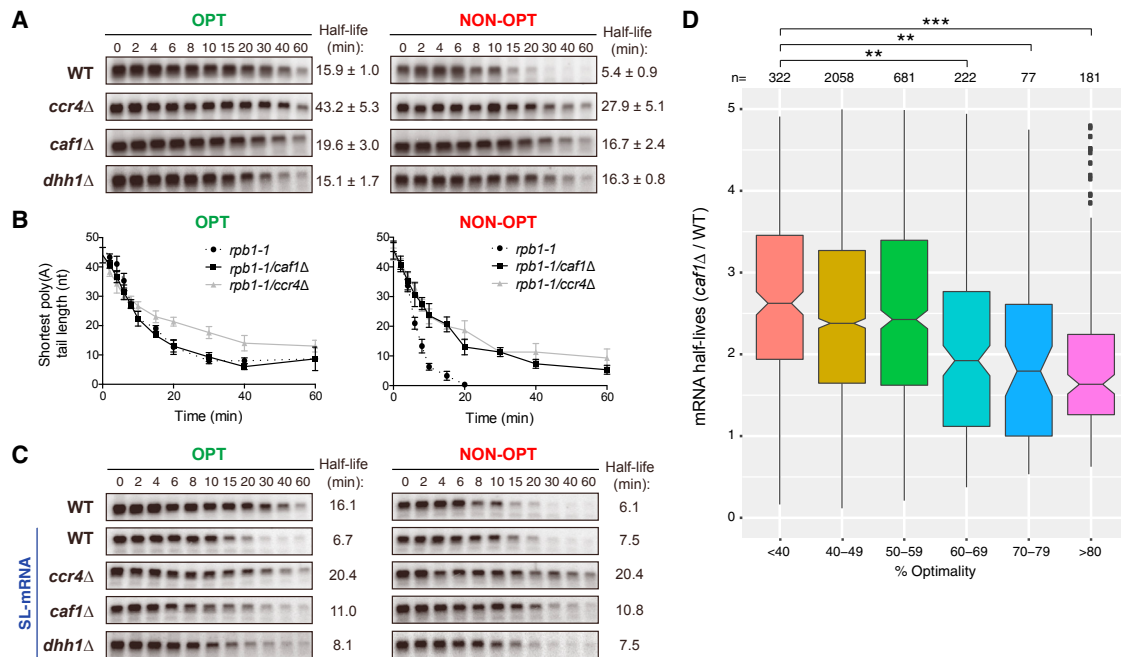 A
OPT
NON-OPT
0 2 4 6 8 10 15 20 30 40 60
Half-life (min):
0 2 4 6 8 10 15 20 30 40 60
Half-life (min):
WT
15.9 ± 1.0
5.4 ± 0.9
ccr4Δ
43.2 ± 5.3
27.9 ± 5.1
caf1Δ
19.6 ± 3.0
16.7 ± 2.4
dhh1Δ
15.1 ± 1.7
16.3 ± 0.8
B
OPT
Shortest poly(A)
tail length (nt)
50
40
30
20
10
0
0 20 40 60
Time (min)
rpb1-1
rpb1-1/caf1Δ
rpb1-1/ccr4Δ
NON-OPT
50
40
30
20
10
0
0 20 40 60
Time (min)
rpb1-1
rpb1-1/caf1Δ
rpb1-1/ccr4Δ
C
OPT
NON-OPT
0 2 4 6 8 10 15 20 30 40 60
Half-life (min):
0 2 4 6 8 10 15 20 30 40 60
Half-life (min):
WT
16.1
6.1
SL-mRNA
WT
6.7
7.5
ccr4Δ
20.4
20.4
caf1Δ
11.0
10.8
dhh1Δ
8.1
7.5
D
***
**
**
n= 322 2058 681 222 77 181
mRNA half-lives (caf1Δ / WT)
5
4
3
2
1
0
<40 40–49 50–59 60–69 70–79 >80
% Optimality